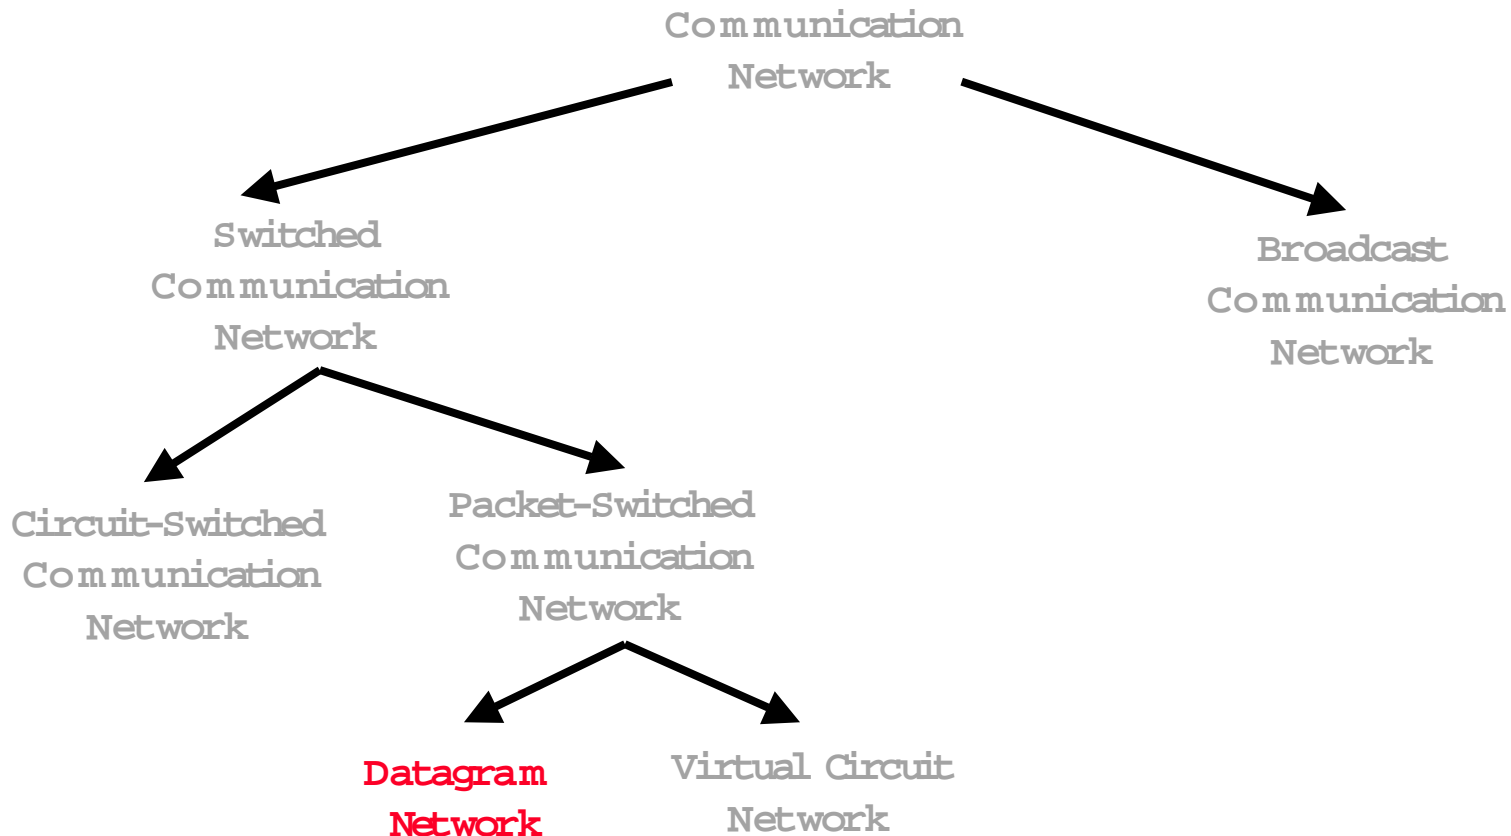 Communication
Network
Switched
Communication
Network
Broadcast
Communication
Network
Circuit-Switched
Communication
Network
Packet-Switched
Communication
Network
Datagram
Network
Virtual Circuit
Network